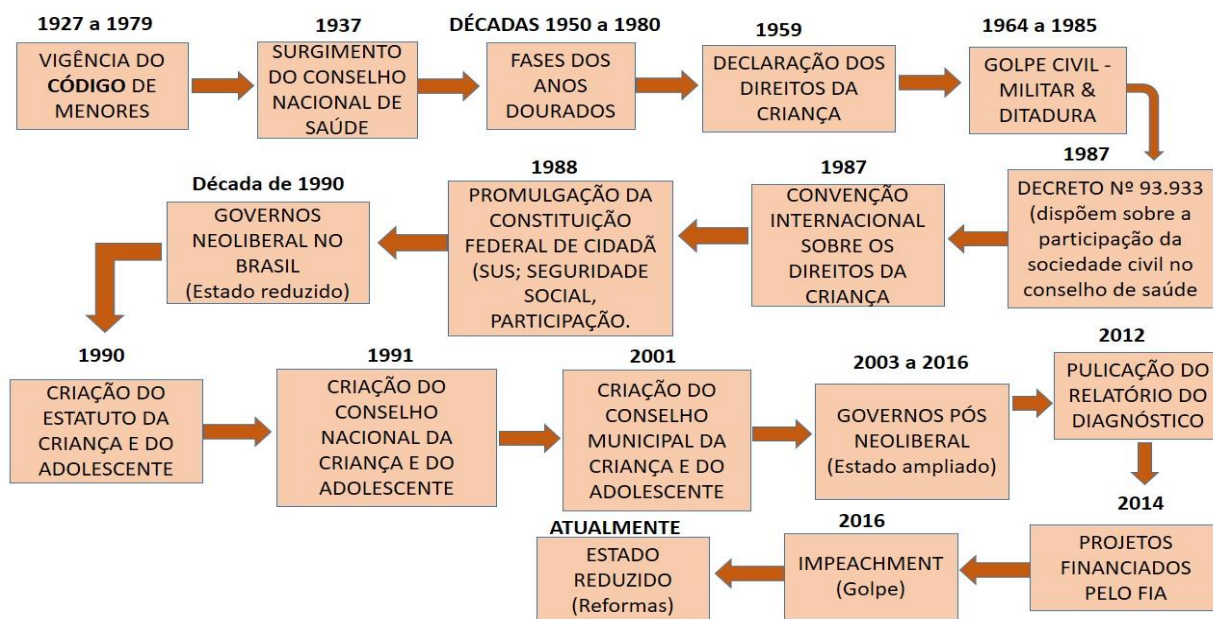 1927 a 1979
VIGÊNCIA DO
CÓDIGO DE
MENORES
1937
SURGIMENTO
DO CONSELHO
NACIONAL DE
SAÚDE
DÉCADAS 1950 a 1980
FASES DOS
ANOS
DOURADOS
1959
DECLARAÇÃO DOS
DIREITOS DA
CRIANÇA
1964 a 1985
GOLPE CIVIL -
MILITAR &
DITADURA
1987
DECRETO Nº 93.933
(dispõem sobre a
participação da
sociedade civil no
conselho de saúde
1987
CONVENÇÃO
INTERNACIONAL
SOBRE OS
DIREITOS DA
CRIANÇA
1988
PROMULGAÇÃO DA
CONSTITUIÇÃO
FEDERAL DE CIDADÃ
(SUS; SEGURIDADE
SOCIAL,
PARTICIPAÇÃO.
Década de 1990
GOVERNOS
NEOLIBERAL NO
BRASIL
(Estado reduzido)
1990
CRIAÇÃO DO
ESTATUTO DA
CRIANÇA E DO
ADOLESCENTE
1991
CRIAÇÃO DO
CONSELHO
NACIONAL DA
CRIANÇA E DO
ADOLESCENTE
2001
CRIAÇÃO DO
CONSELHO
MUNICIPAL DA
CRIANÇA E DO
ADOLESCENTE
2003 a 2016
GOVERNOS PÓS
NEOLIBERAL
(Estado ampliado)
2012
PULICAÇÃO DO
RELATÓRIO DO
DIAGNÓSTICO
2014
PROJETOS
FINANCIADOS
PELO FIA
2016
IMPEACHMENT
(Golpe)
ATUALMENTE
ESTADO
REDUZIDO
(Reformas)